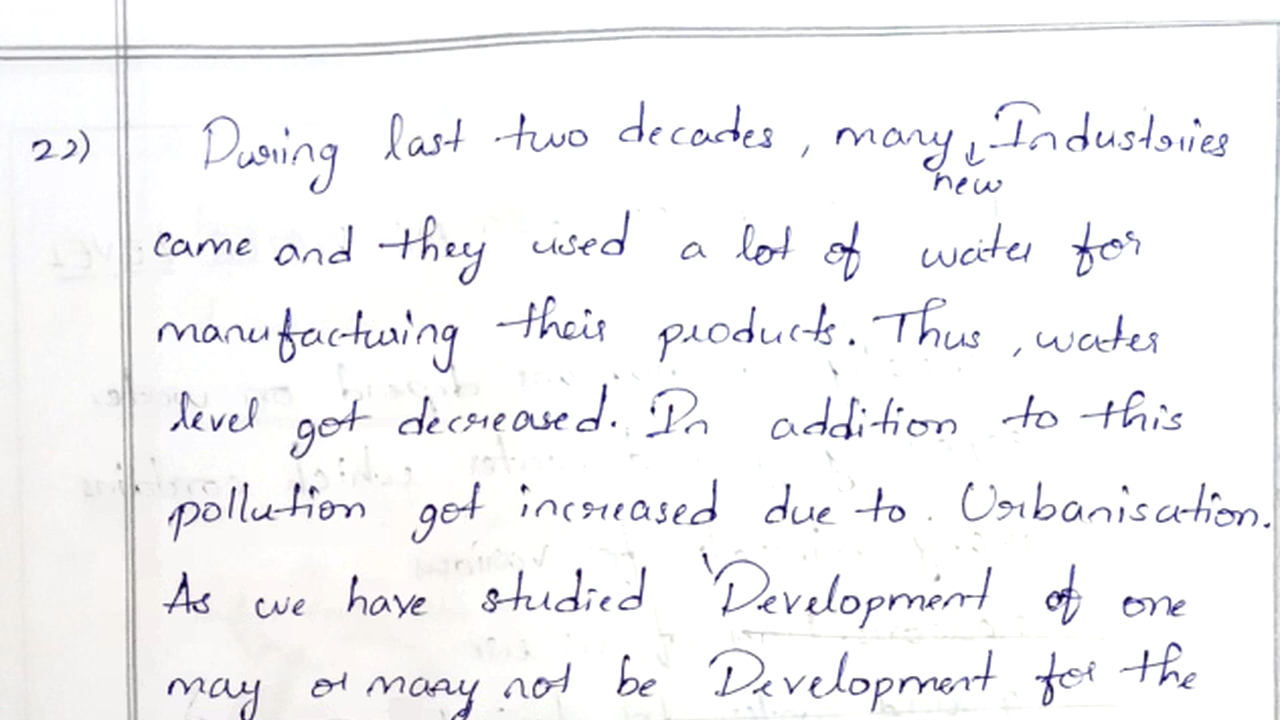 22) During last two decades, many new Industries
came and they used a lot of water for
manufacturing their products. Thus, water
level got decreased. In addition to this
pollution got increased due to Urbanisation.
As we have studied 'Development of one
may or many not be Development for the